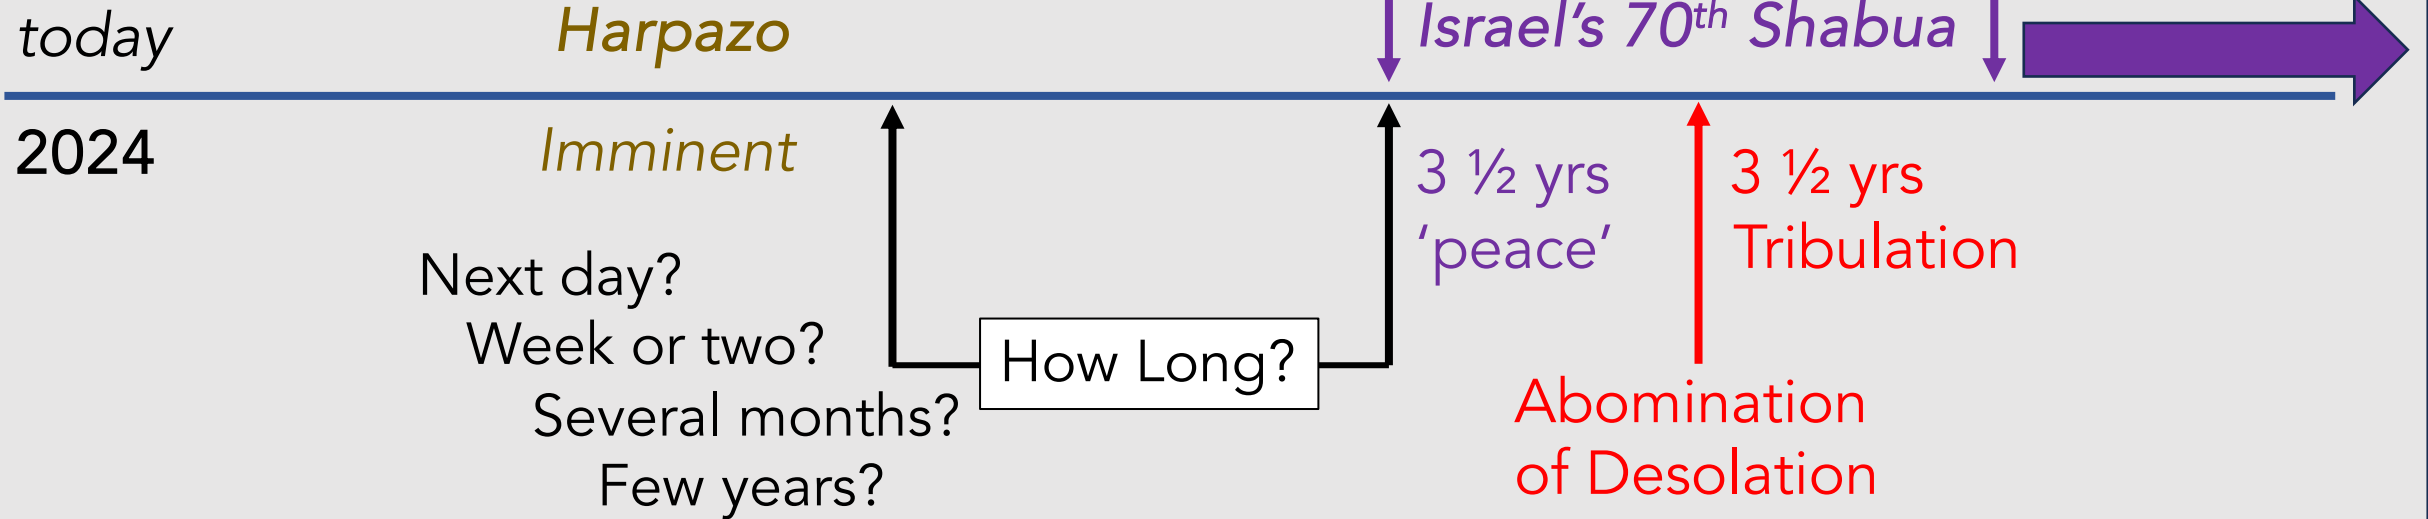 today
Harpazo
Israel's 70th Shabua
2024
Imminent
3 ½ yrs
'peace'
3 ½ yrs
Tribulation
Next day?
Week or two?
Several months?
Few years?
How Long?
Abomination
of Desolation